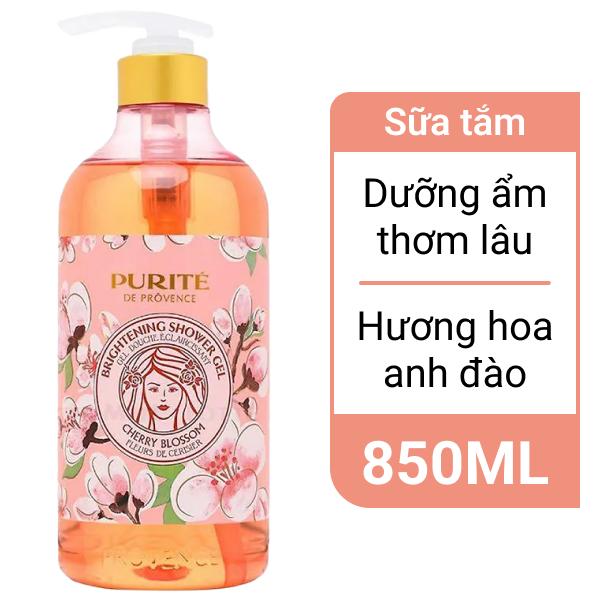 PURITÉ
DE PRÔVENCE
BRIGHTENING SHOWER GEL
GEL DOUCHE ÉCLAIRCISSANT
CHERRY BLOSSOM
FLEURS DE CERISIER
PROVENCE
Sữa tắm
Dưỡng ẩm
thơm lâu
Hương hoa
anh đào
850ML